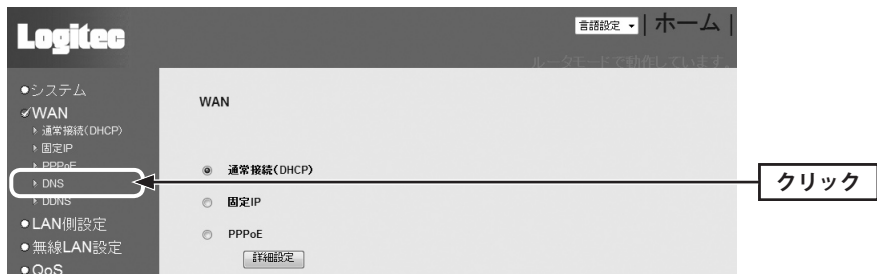 Logitec
言語設定
|ホーム|
ルータモードで動作しています。
●システム
✓WAN
通常接続(DHCP)
固定IP
PPPoE
DNS
DDNS
●LAN側設定
●無線LAN設定
●QoS
WAN
通常接続(DHCP)
固定IP
PPPoE
詳細設定
クリック